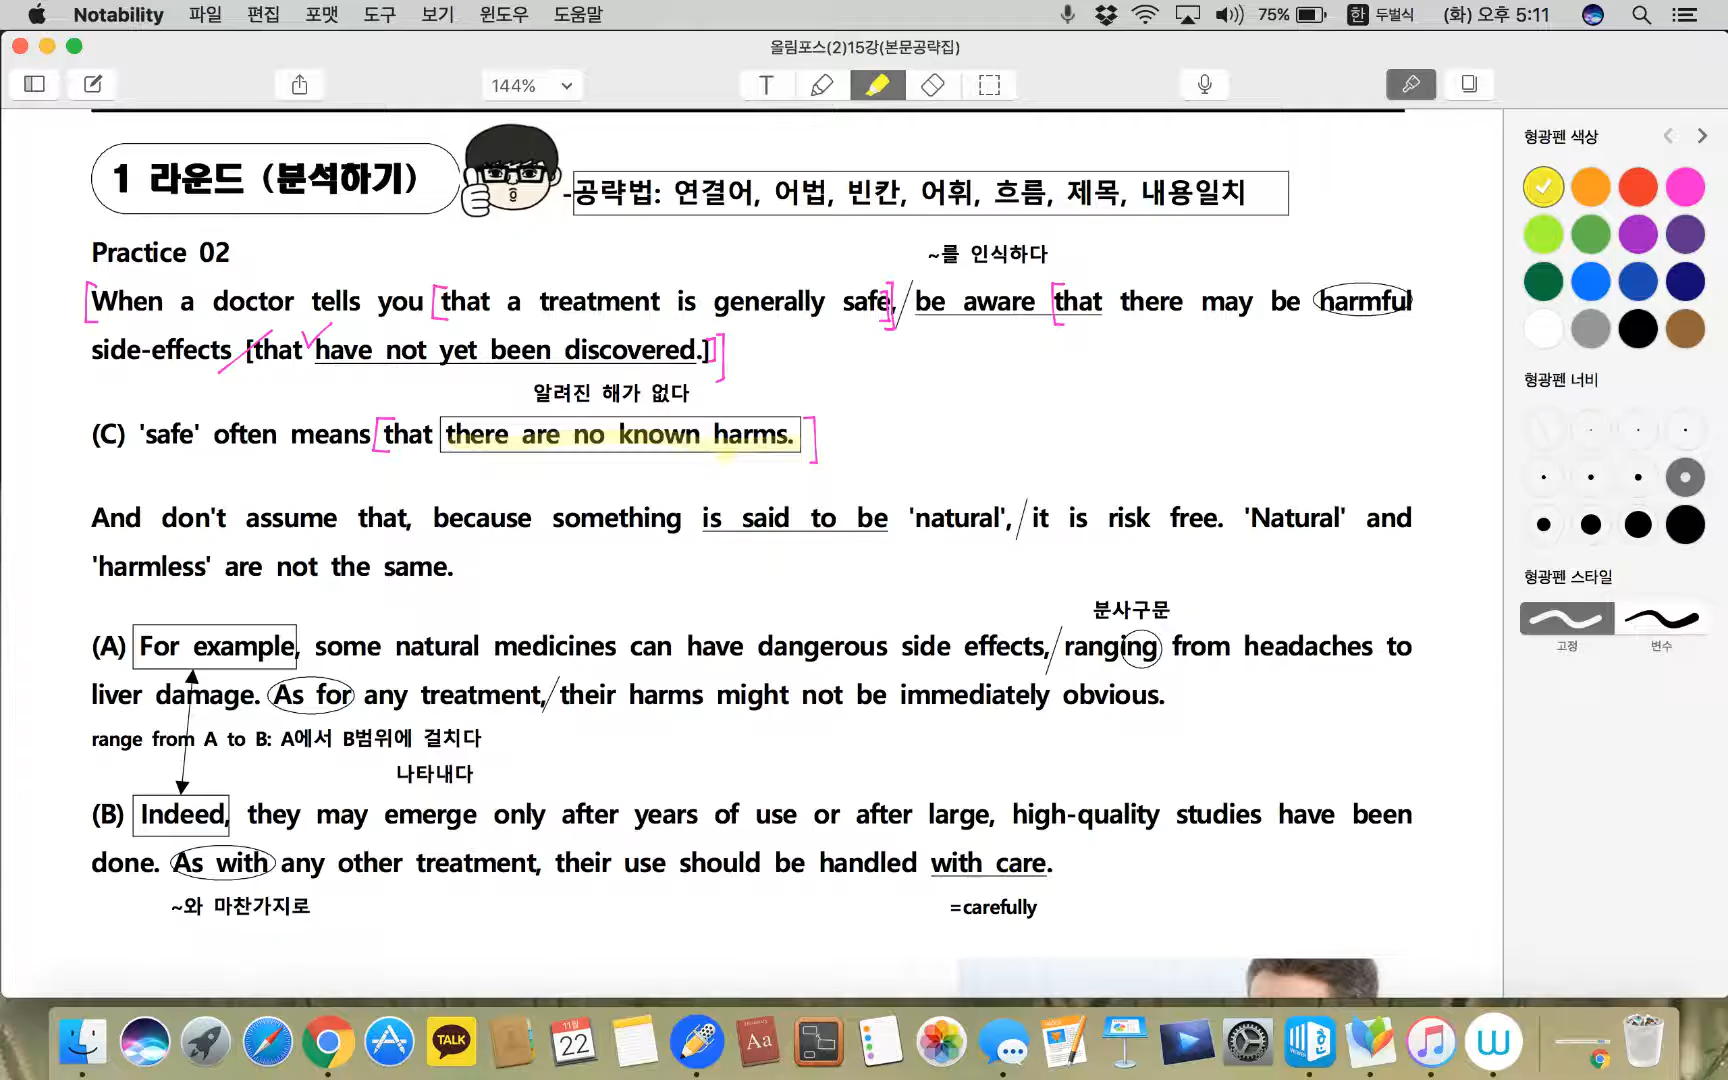 Notability 파일 편집 포맷 도구 보기 윈도우 도움말 75% 한 두벌식 (화) 오후 5:11
올림포스(2)15강(본문공략집)
144%
T
1 라운드 (분석하기)
-공략법: 연결어, 어법, 빈칸, 어휘, 흐름, 제목, 내용일치
Practice 02
~를 인식하다
When a doctor tells you that a treatment is generally safe, be aware that there may be harmful
side-effects [that have not yet been discovered.]
알려진 해가 없다
(C) 'safe' often means that there are no known harms.
And don't assume that, because something is said to be 'natural', it is risk free. 'Natural' and
'harmless' are not the same.
분사구문
(A) For example, some natural medicines can have dangerous side effects, ranging from headaches to
liver damage. As for any treatment, their harms might not be immediately obvious.
range from A to B: A에서 B범위에 걸치다
나타내다
(B) Indeed, they may emerge only after years of use or after large, high-quality studies have been
done. As with any other treatment, their use should be handled with care.
~와 마찬가지로
=carefully
형광펜 색상
형광펜 너비
형광펜 스타일
고정 변수
TALK
11월
22
Aa
W